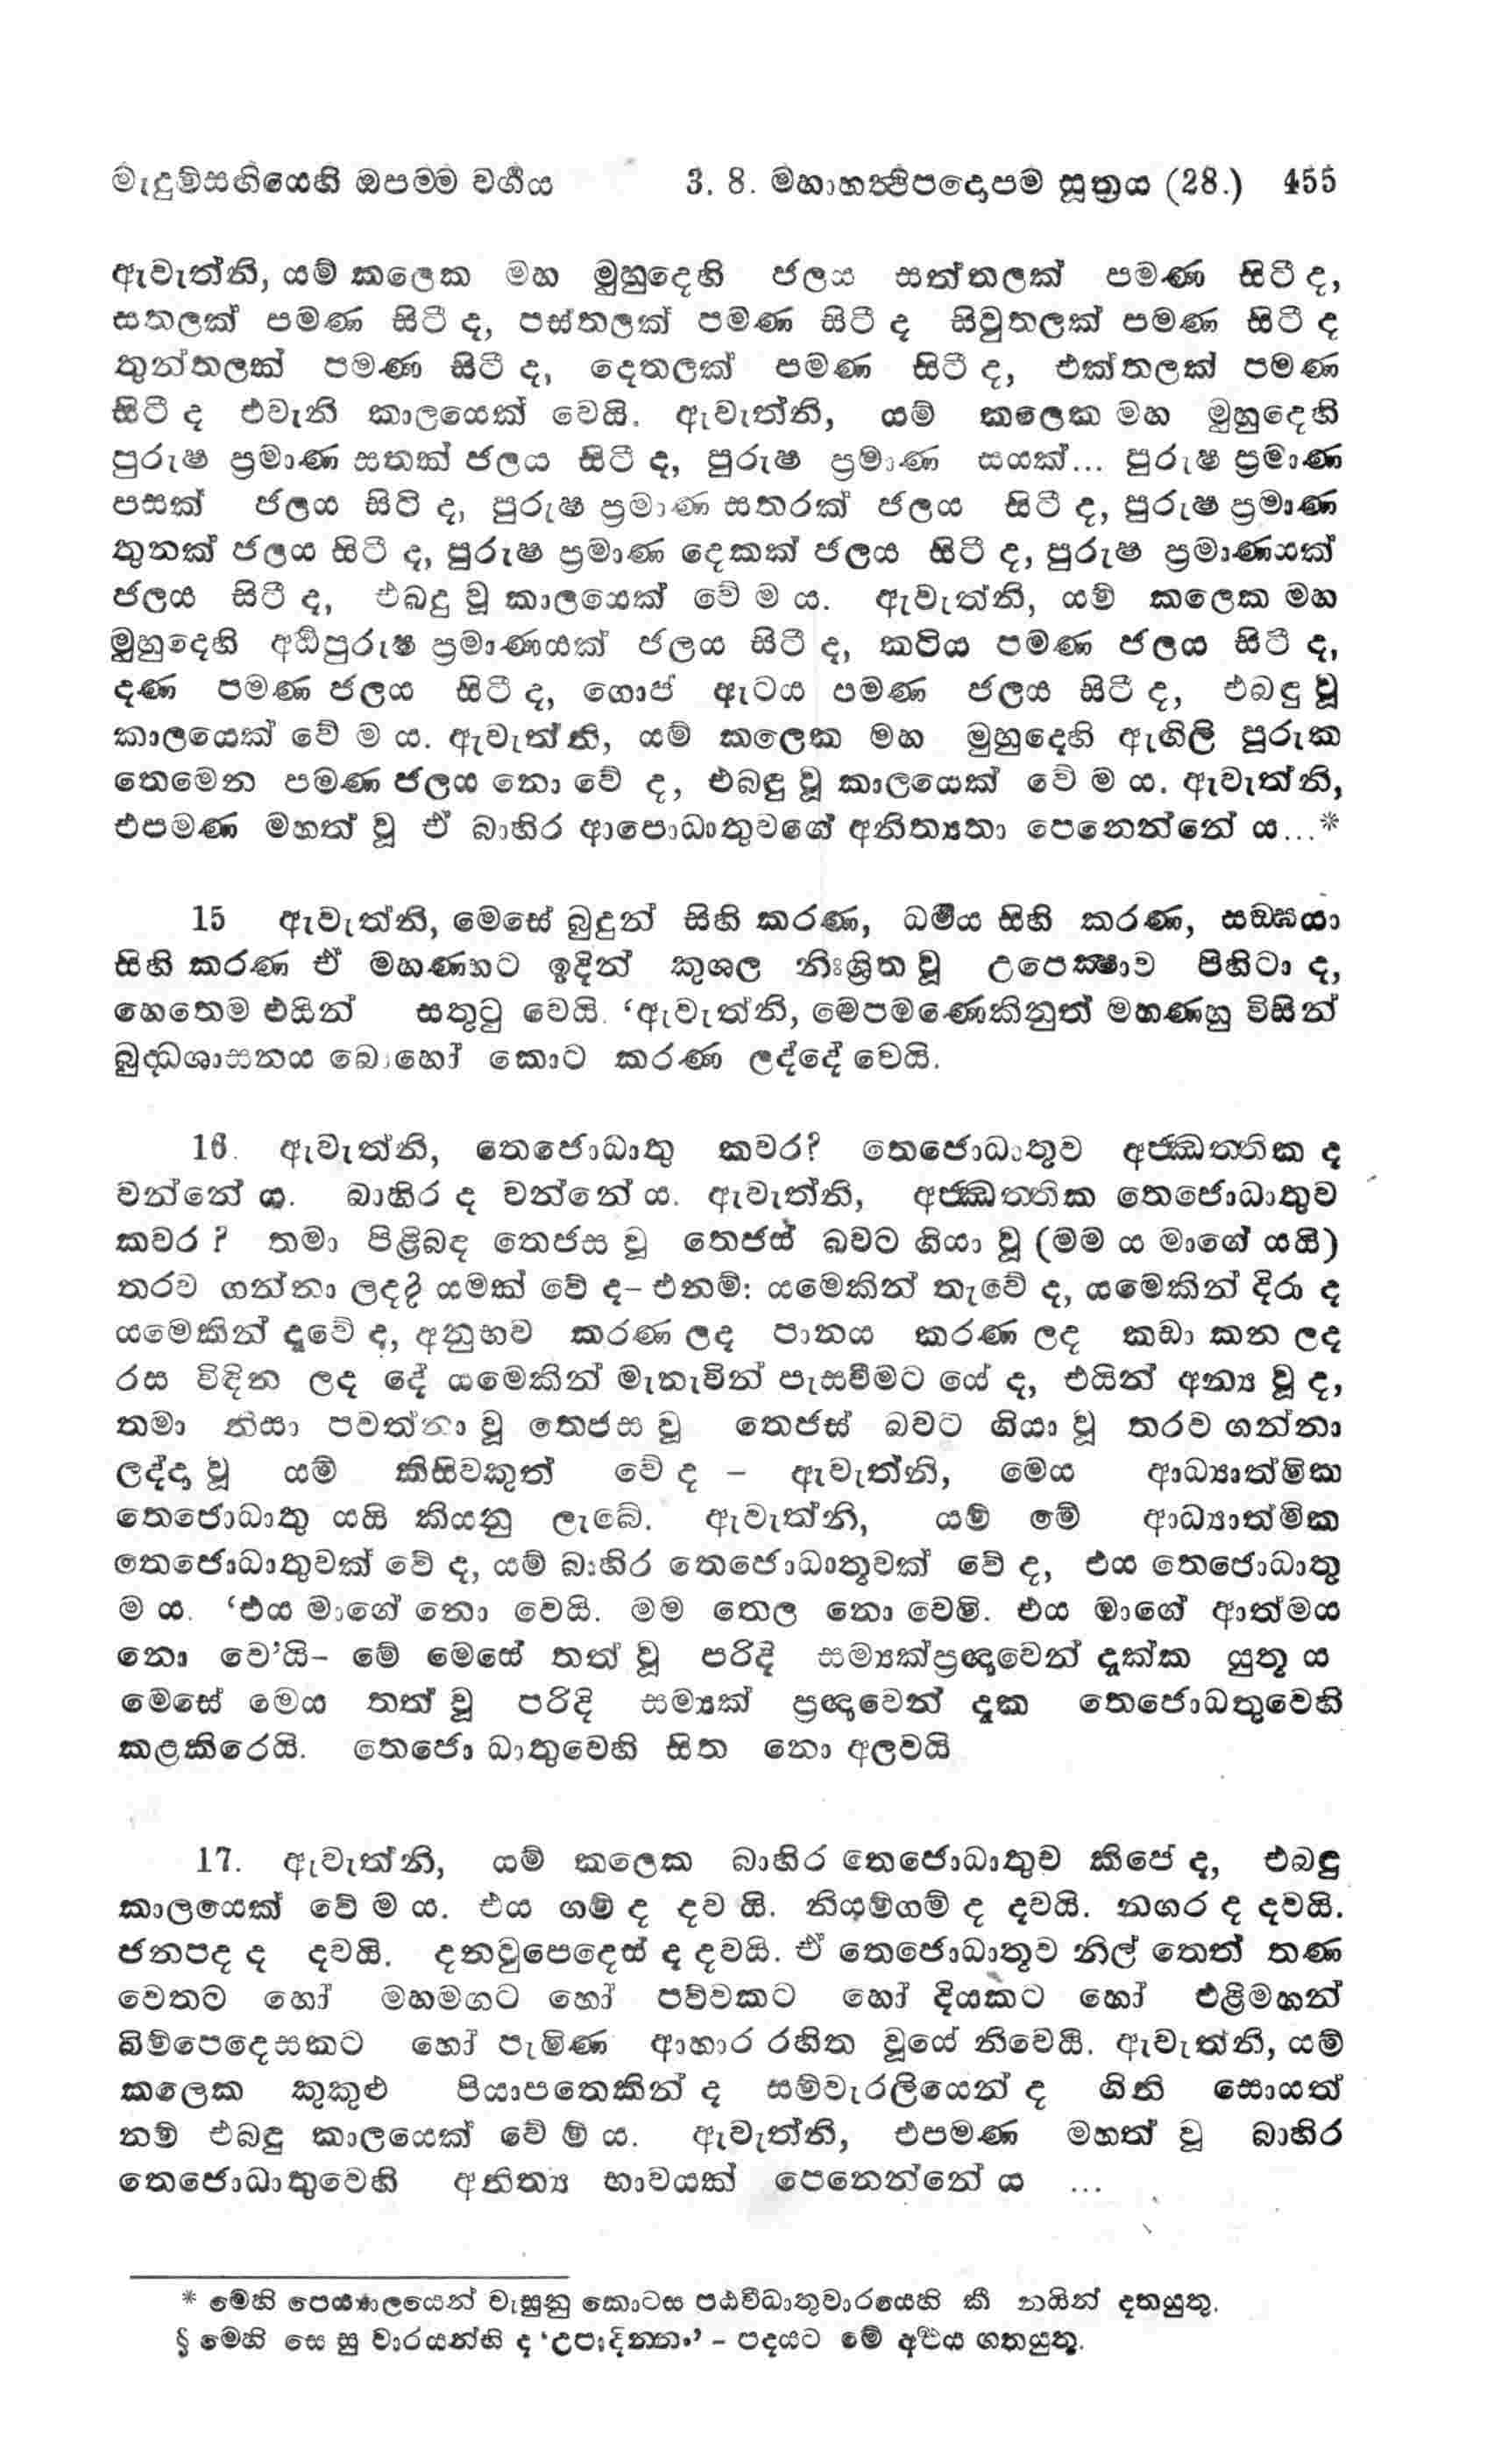 මැදුම්සඟියෙහි ඔපමම වර්‍ගය 3. 8. මහාහත්‍ථිපදොපම සූත්‍රය (28.) 455
ඇවැත්නි, යම් කලෙක මහ මුහුදෙහි ජලය සත්තලක් පමණ සිටී ද,
සතලක් පමණ සිටී ද, පස්තලක් පමණ සිටී ද සිවුතලක් පමණ සිටී ද
තුන්තලක් පමණ සිටී ද, දෙතලක් පමණ සිටී ද, එක්තලක් පමණ
සිටී ද එවැනි කාලයෙක් වෙයි. ඇවැත්නි, යම් කලෙක මහ මුහුදෙහි
පුරුෂ ප්‍රමාණ සතක් ජලය සිටී ද, පුරුෂ ප්‍රමාණ සයක්... පුරුෂ ප්‍රමාණ
පසක් ජලය සිටි ද, පුරුෂ ප්‍රමාණ සතරක් ජලය සිටී ද, පුරුෂ ප්‍රමාණ
තුනක් ජලය සිටී ද, පුරුෂ ප්‍රමාණ දෙකක් ජලය සිටී ද, පුරුෂ ප්‍රමාණයක්
ජලය සිටී ද, එබඳු වූ කාලයෙක් වේ ම ය. ඇවැත්නි, යම් කලෙක මහ
මුහුදෙහි අර්‍ධපුරුෂ ප්‍රමාණයක් ජලය සිටී ද, කටිය පමණ ජලය සිටී ද,
දණ පමණ ජලය සිටී ද, ගොප් ඇටය පමණ ජලය සිටී ද, එබඳු වූ
කාලයෙක් වේ ම ය. ඇවැත්නි, යම් කලෙක මහ මුහුදෙහි ඇඟිලි පුරුක
තෙමෙන පමණ ජලය නො වේ ද, එබඳු වූ කාලයෙක් වේ ම ය. ඇවැත්නි,
එපමණ මහත් වූ ඒ බාහිර ආපොධාතුවගේ අනිත්‍යතා පෙනෙන්නේ ය...*
15 ඇවැත්නි, මෙසේ බුදුන් සිහි කරණ, ධර්‍මය සිහි කරණ, සඞ්ඝයා
සිහි කරණ ඒ මහණහට ඉදින් කුශල නිඃශ්‍රිත වූ උපෙක්‍ෂාව පිහිටා ද,
හෙතෙම එයින් සතුටු වෙයි. ‘ඇවැත්නි, මෙපමණෙකිනුත් මහණහු විසින්
බුද්‍ධශාසනය බොහෝ කොට කරණ ලද්දේ වෙයි.
16. ඇවැත්නි, තෙජොධාතු කවර? තෙජොධාතුව අජ්ඣත්තික ද
වන්නේ ය. බාහිර ද වන්නේ ය. ඇවැත්නි, අජ්ඣත්තික තෙජොධාතුව
කවර ? තමා පිළිබඳ තෙජස වූ තෙජස් බවට ගියා වූ (මම ය මාගේ යයි)
තරව ගන්නා ලද§ යමක් වේ ද- එනම්: යමෙකින් තැවේ ද, යමෙකින් දිරා ද
යමෙකින් දූවේ ද, අනුභව කරණ ලද පානය කරණ ලද කඩා කන ලද
රස විඳින ලද දේ යමෙකින් මැනැවින් පැසවීමට යේ ද, එයින් අන්‍ය වූ ද,
තමා නිසා පවත්නා වූ තෙජස වූ තෙජස් බවට ගියා වූ තරව ගන්නා
ලද්දා වූ යම් කිසිවකුත් වේ ද - ඇවැත්නි, මෙය ආධ්‍යාත්මික
තෙජොධාතු යයි කියනු ලැබේ. ඇවැත්නි, යම් මේ ආධ්‍යාත්මික
තෙජොධාතුවක් වේ ද, යම් බාහිර තෙජොධාතුවක් වේ ද, එය තෙජොධාතු
ම ය. ‘එය මාගේ නො වෙයි. මම තෙල නො වෙමි. එය මාගේ ආත්මය
නො වෙ’යි- මේ මෙසේ තත් වූ පරිදි සම්‍යක්ප්‍රඥාවෙන් දැක්ක යුතු ය
මෙසේ මෙය තත් වූ පරිදි සම්‍යක් ප්‍රඥාවෙන් දැක තෙජොධතුවෙහි
කළකිරෙයි. තෙජො ධාතුවෙහි සිත නො අලවයි
17. ඇවැත්නි, යම් කලෙක බාහිර තෙජොධාතුව කිපේ ද, එබඳු
කාලයෙක් වේ ම ය. එය ගම් ද දව යි. නියම්ගම් ද දවයි. නගර ද දවයි.
ජනපද ද දවයි. දනවුපෙදෙස් ද දවයි. ඒ තෙජොධාතුව නිල් තෙත් තණ
වෙතට හෝ මහමගට හෝ පව්වකට හෝ දියකට හෝ එළිමහන්
බිම්පෙදෙසකට හෝ පැමිණ ආහාර රහිත වූයේ නිවෙයි. ඇවැත්නි, යම්
කලෙක කුකුළු පියාපතෙකින් ද සම්වැරලියෙන් ද ගිනි සොයත්
නම් එබඳු කාලයෙක් වේ ම ය. ඇවැත්නි, එපමණ මහත් වූ බාහිර
තෙජොධාතුවෙහි අනිත්‍ය භාවයක් පෙනෙන්නේ ය ...
* මෙහි පෙය්‍යාලයෙන් වැසුනු කොටස පඨවිධාතුවාරයෙහි කී නයින් දතයුතු.
§ මෙහි සෙ සු වාරයන්හි ද ‘උපාදින්නං’ - පදයට මේ අර්‍ථය ගතයුතු.